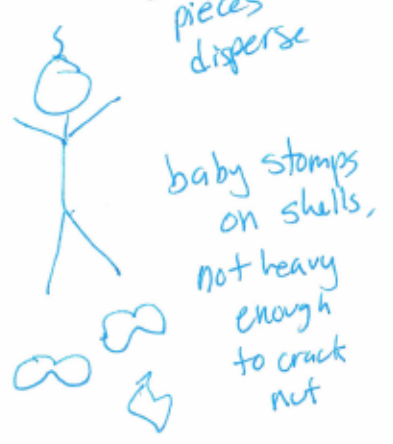 pieces
disperse
baby stomps
on shells,
not heavy
enough
to crack
nut